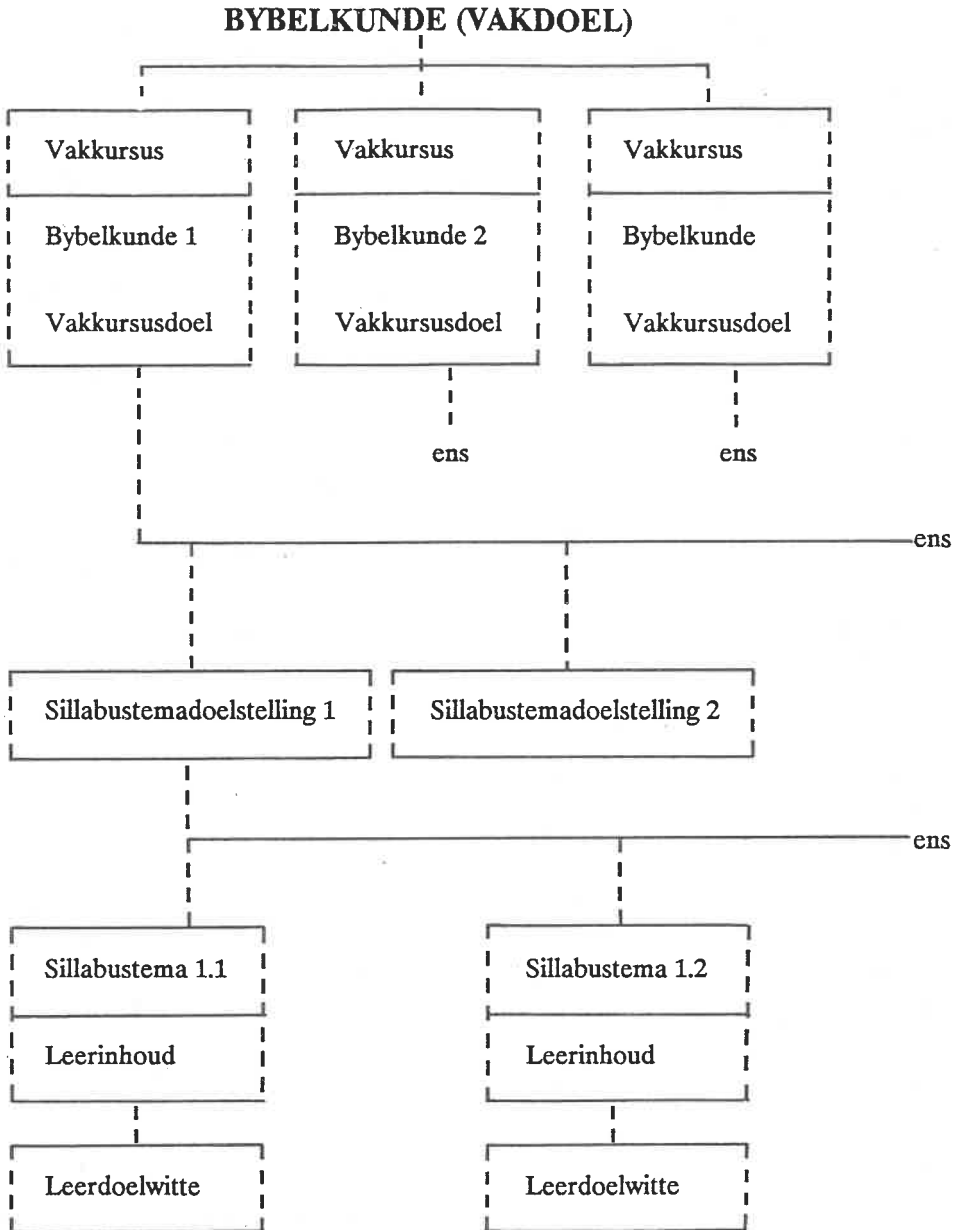 BYBELKUNDE (VAKDOEL)
Vakkursus
Bybelkunde 1
Vakkursusdoel
Vakkursus
Bybelkunde 2
Vakkursusdoel
Vakkursus
Bybelkunde
Vakkursusdoel
ens
ens
ens
Sillabustemadoelstelling 1
Sillabustemadoelstelling 2
ens
Sillabustema 1.1
Leerinhoud
Leerdoelwitte
Sillabustema 1.2
Leerinhoud
Leerdoelwitte